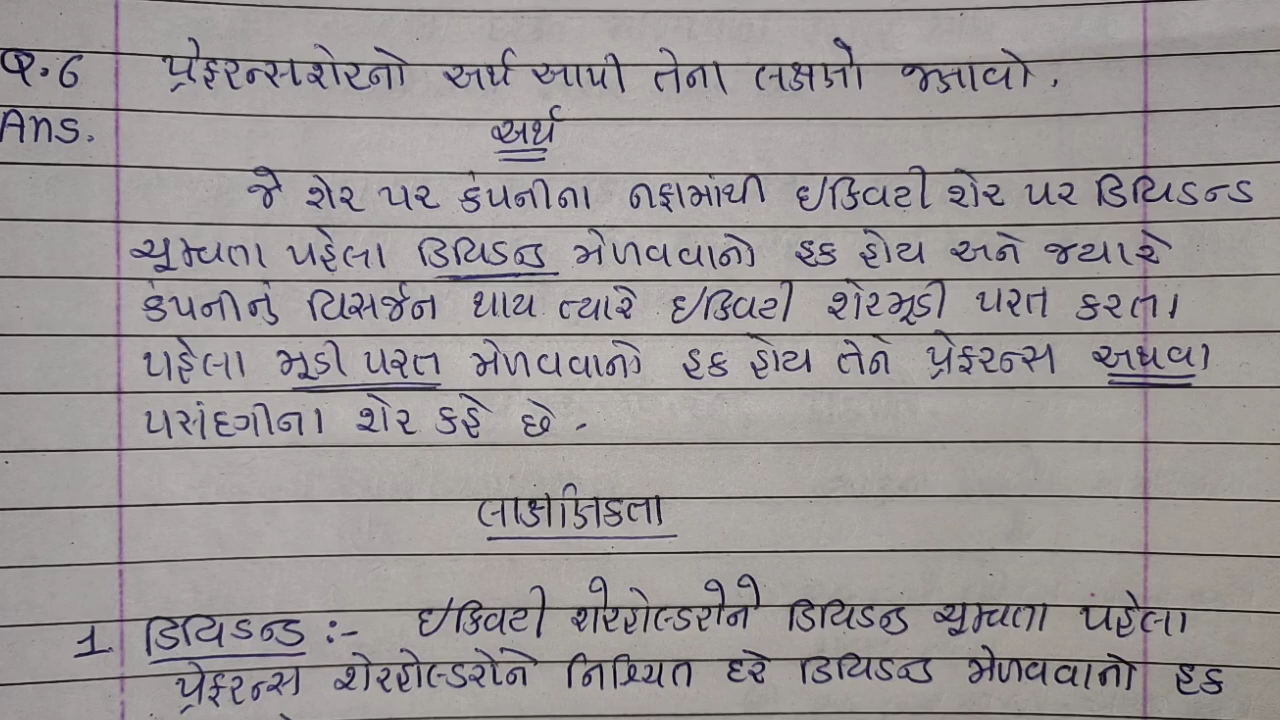 Q.6 પ્રેફરન્સશેરનો અર્થ આપી તેના લક્ષણો જણાવો.
Ans. અર્થ
જે શેર પર કંપનીના નફામાંથી ઇક્વિટી શેર પર ડિવિડન્ડ
ચૂકવતા પહેલા ડિવિડન્ડ મેળવવાનો હક હોય અને જ્યારે
કંપનીનું વિસર્જન થાય ત્યારે ઇક્વિટી શેરમૂડી પરત કરતા
પહેલા મૂડી પરત મેળવવાનો હક હોય તેને પ્રેફરન્સ અથવા
પસંદગીના શેર કહે છે.
લાક્ષણિકતા
1. ડિવિડન્ડ :- ઇક્વિટી શેરહોલ્ડરોને ડિવિડન્ડ ચૂકવતા પહેલા
પ્રેફરન્સ શેરહોલ્ડરોને નિશ્ચિત દરે ડિવિડન્ડ મેળવવાનો હક